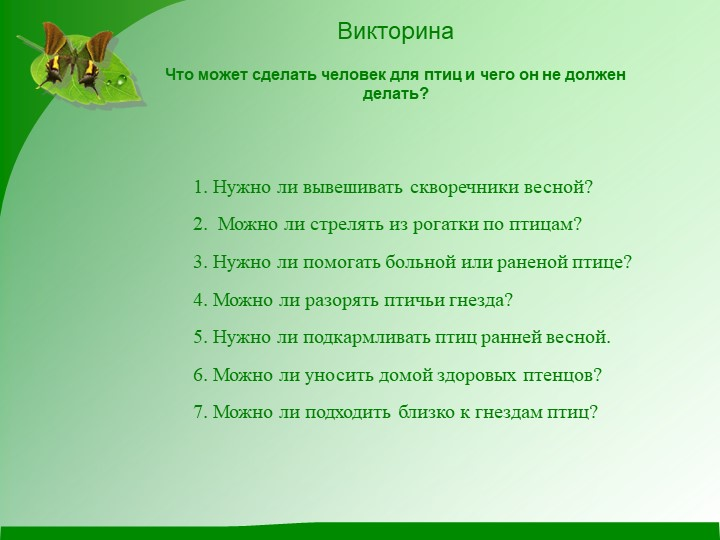 Викторина
Что может сделать человек для птиц и чего он не должен
делать?
1. Нужно ли вывешивать скворечники весной?
2. Можно ли стрелять из рогатки по птицам?
3. Нужно ли помогать больной или раненой птице?
4. Можно ли разорять птичьи гнезда?
5. Нужно ли подкармливать птиц ранней весной.
6. Можно ли уносить домой здоровых птенцов?
7. Можно ли подходить близко к гнездам птиц?